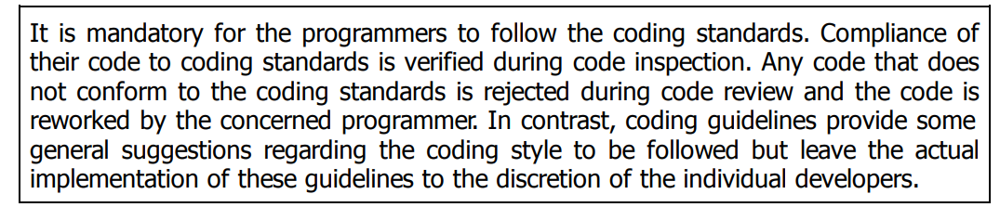 It is mandatory for the programmers to follow the coding standards. Compliance of
their code to coding standards is verified during code inspection. Any code that does
not conform to the coding standards is rejected during code review and the code is
reworked by the concerned programmer. In contrast, coding guidelines provide some
general suggestions regarding the coding style to be followed but leave the actual
implementation of these guidelines to the discretion of the individual developers.